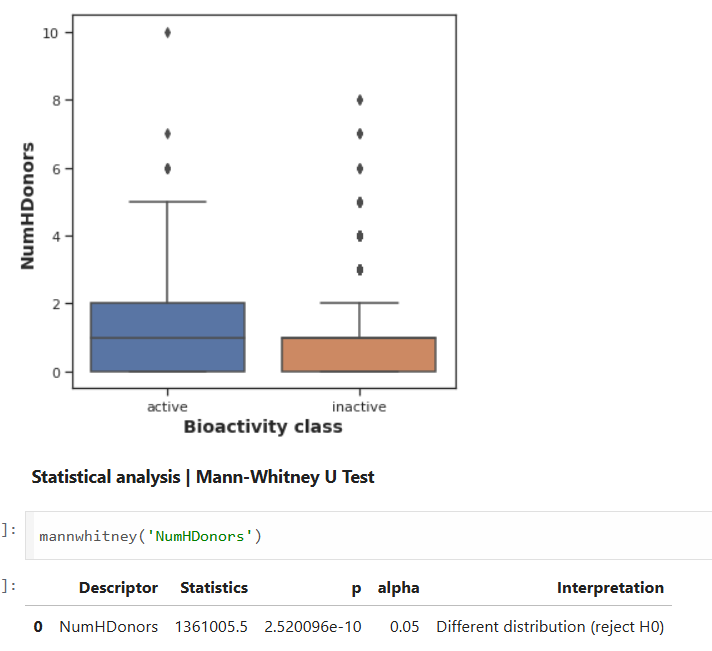 NumHDonors
10
8
6
4
2
0
active inactive
Bioactivity class
Statistical analysis | Mann-Whitney U Test
]: mannwhitney('NumHDonors')
]: Descriptor Statistics p alpha Interpretation
0 NumHDonors 1361005.5 2.520096e-10 0.05 Different distribution (reject H0)